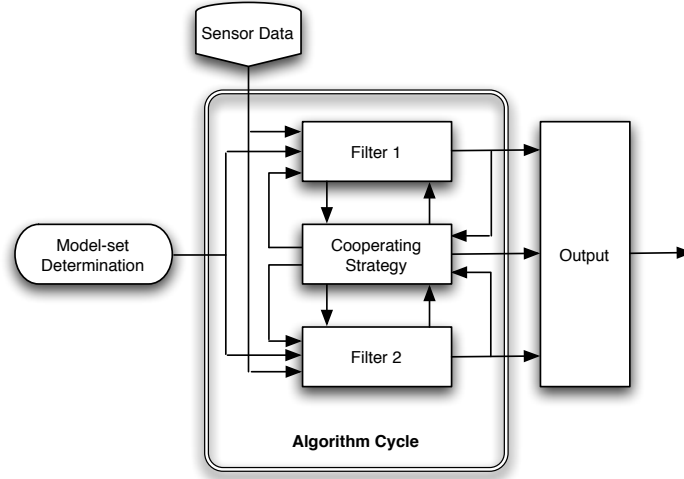 Sensor Data
Filter 1
Model-set
Determination
Cooperating
Strategy
Output
Filter 2
Algorithm Cycle